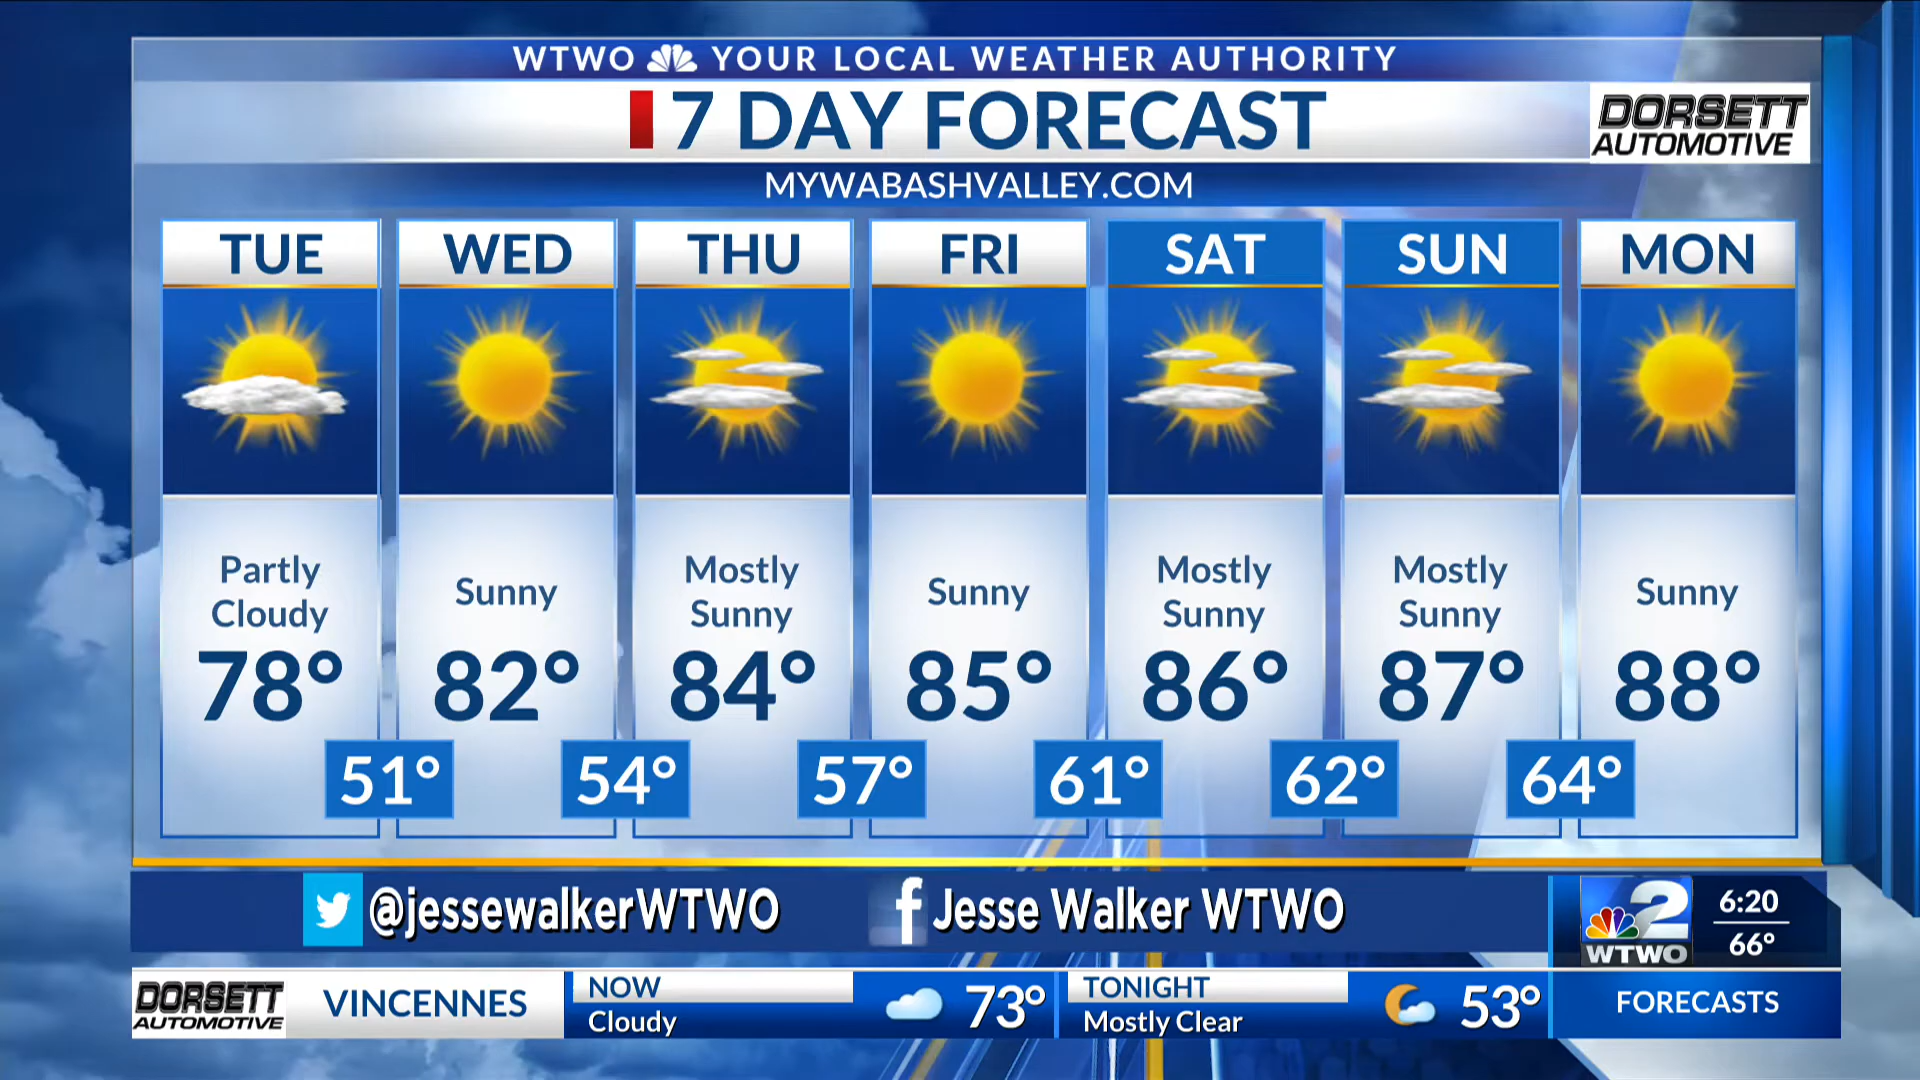 WTWO YOUR LOCAL WEATHER AUTHORITY
7 DAY FORECAST
DORSETT
AUTOMOTIVE
MYWABASHVALLEY.COM
TUE WED THU FRI SAT SUN MON
Partly
Cloudy
78°
Sunny
82°
Mostly
Sunny
84°
Sunny
85°
Mostly
Sunny
86°
Mostly
Sunny
87°
Sunny
88°
51° 54° 57° 61° 62° 64°
@jessewalkerWTWO
f Jesse Walker WTWO
2
WTWO
6:20
66°
DORSETT
AUTOMOTIVE
VINCENNES
NOW
Cloudy
73°
TONIGHT
Mostly Clear
53°
FORECASTS